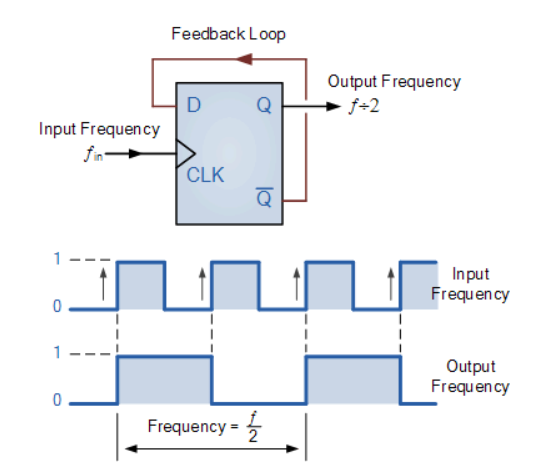 Feedback Loop
Output Frequency
D Q f÷2
Input Frequency
fin
CLK
Q̅
1
Input
Frequency
0
1
Output
Frequency
0
Frequency = f/2